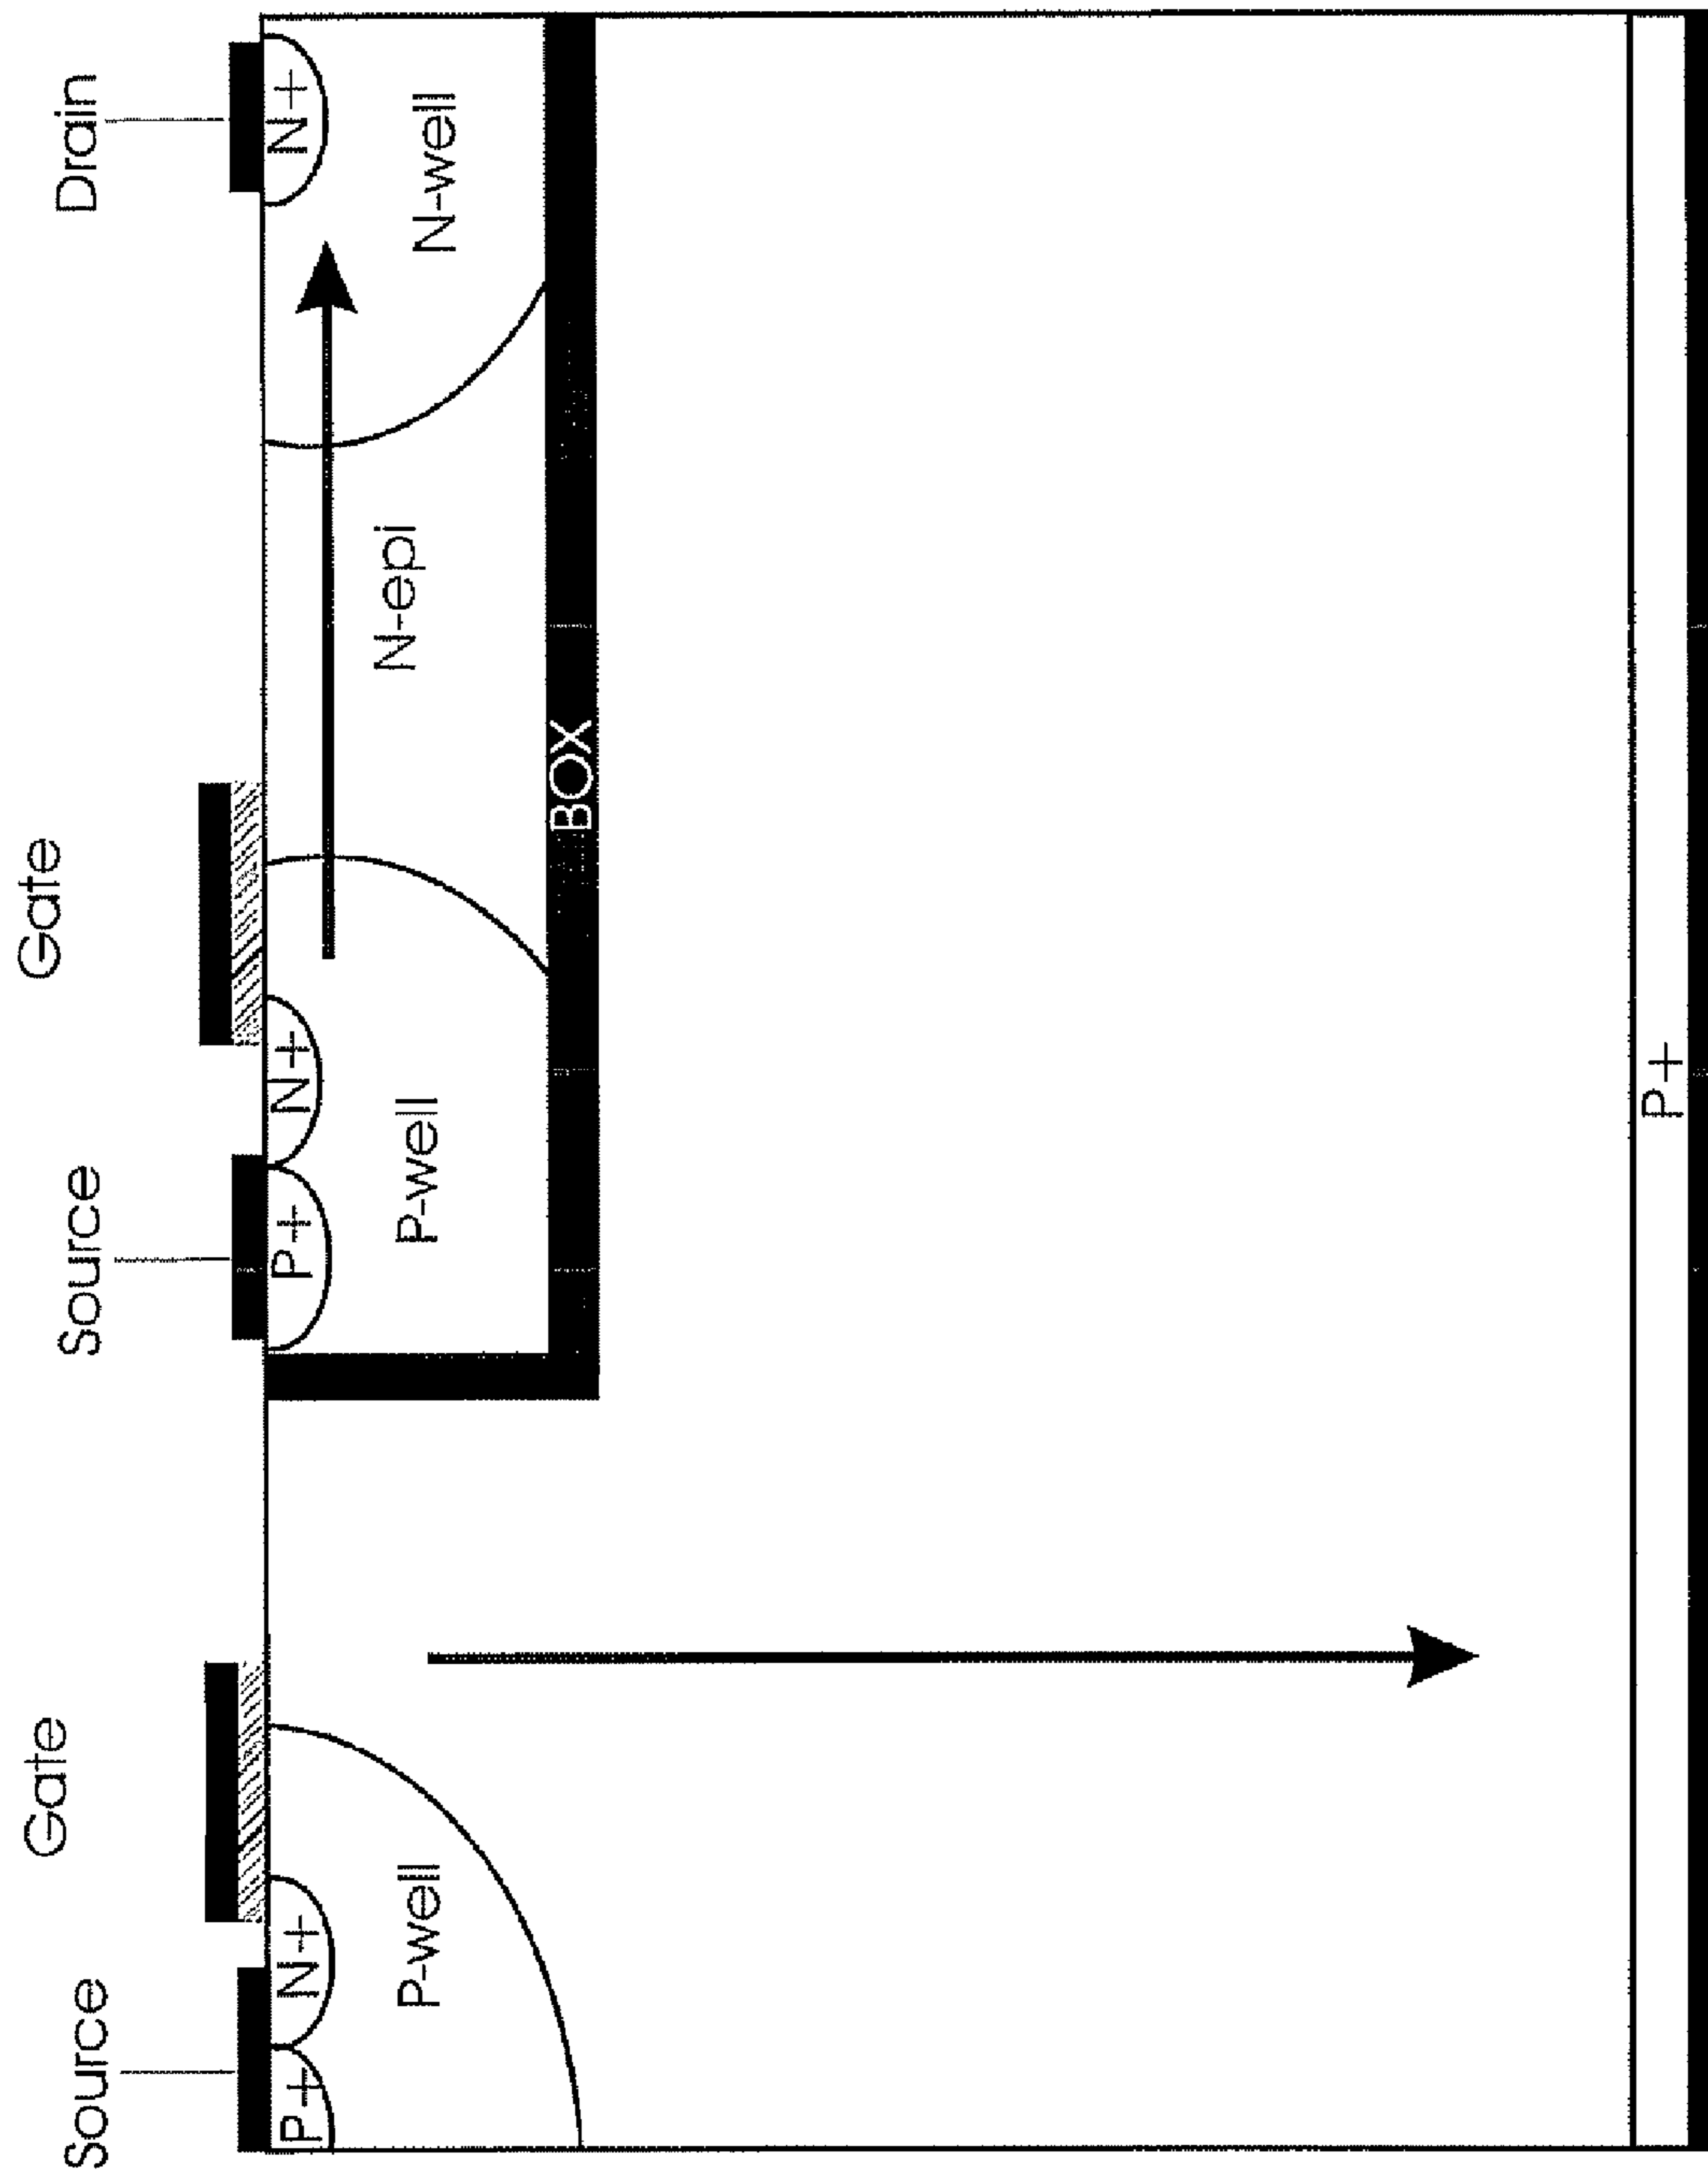 Source
Gate
Source
Gate
Drain
P+
N+
P+
N+
N+
P-well
P-well
N-epi
N-well
BOX
P+